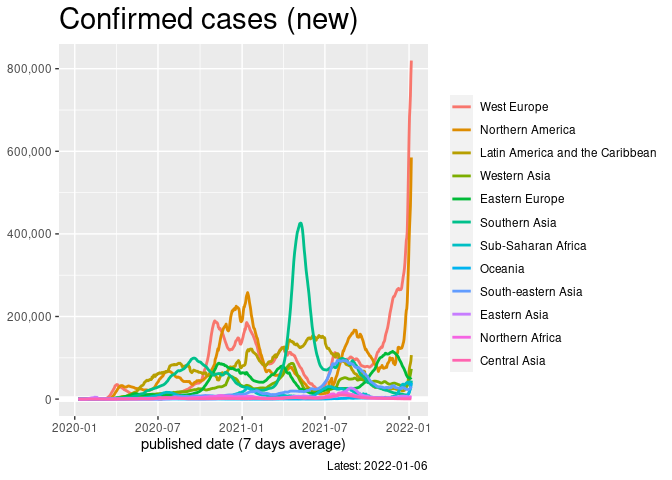 Confirmed cases (new)
800,000
600,000
400,000
200,000
0
2020-01
2020-07
2021-01
2021-07
2022-01
published date (7 days average)
Latest: 2022-01-06
West Europe
Northern America
Latin America and the Caribbean
Western Asia
Eastern Europe
Southern Asia
Sub-Saharan Africa
Oceania
South-eastern Asia
Eastern Asia
Northern Africa
Central Asia